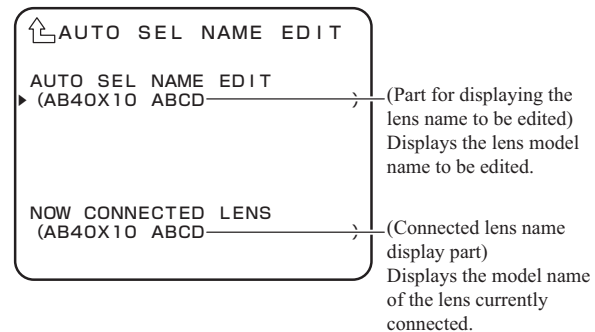 AUTO SEL NAME EDIT
AUTO SEL NAME EDIT
(AB40X10 ABCD )
(Part for displaying the
lens name to be edited)
Displays the lens model
name to be edited.
NOW CONNECTED LENS
(AB40X10 ABCD )
(Connected lens name
display part)
Displays the model name
of the lens currently
connected.